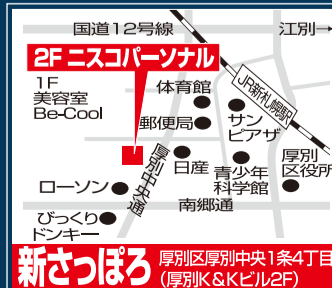 国道12号線
江別→
2F ニスコパーソナル
1F
美容室
Be-Cool
体育館
JR新札幌駅
郵便局
サン
ピアザ
厚別中央通
日産
青少年
科学館
厚別
区役所
ローソン
南郷通
びっくり
ドンキー
新さっぽろ
厚別区厚別中央1条4丁目
(厚別K&Kビル2F)